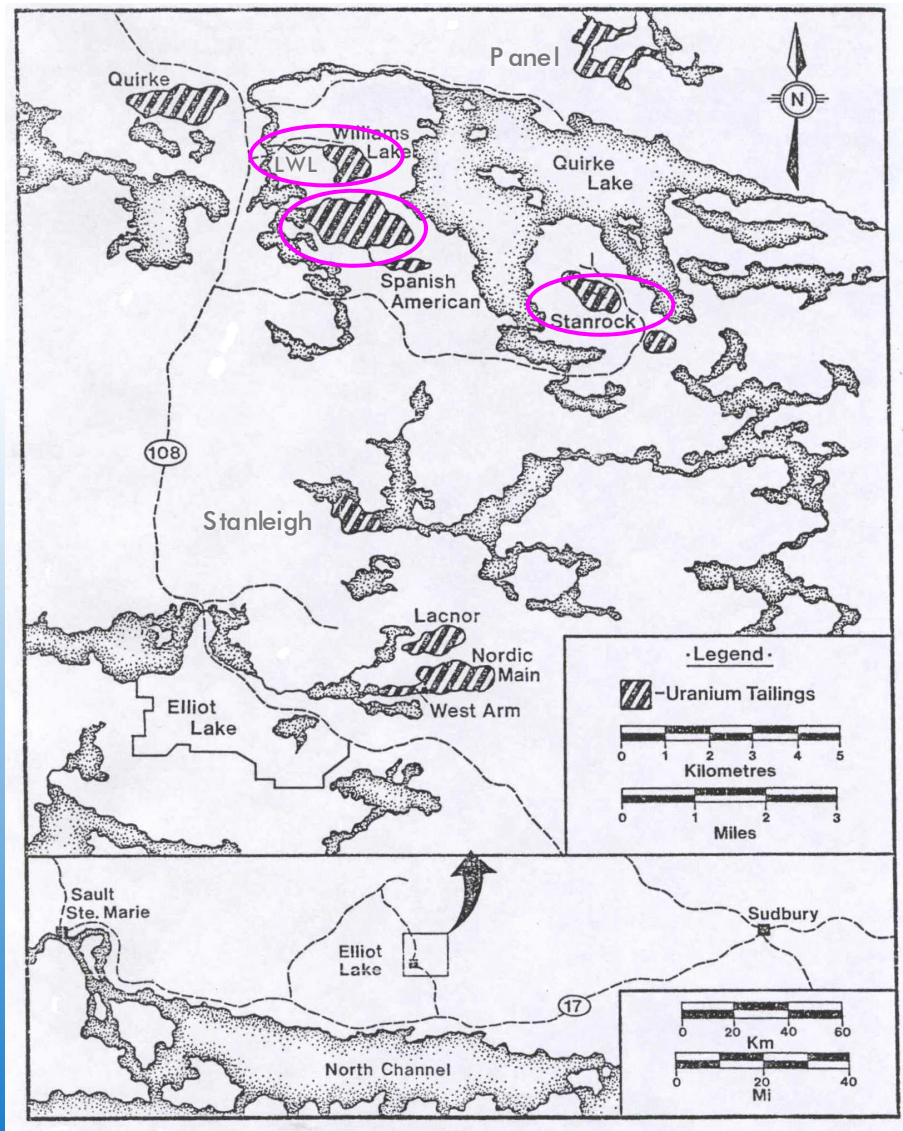 Panel
Quirke
N
Williams
Lake
LWL
Quirke
Lake
Spanish
American
Stanrock
108
Stanleigh
Lacnor
Nordic
Main
West Arm
Elliot
Lake
·Legend·
-Uranium Tailings
0 1 2 3 4 5
Kilometres
0 1 2 3
Miles
Sault
Ste. Marie
Elliot
Lake
Sudbury
17
North Channel
0 20 40 60
Km
0 20 40
Mi